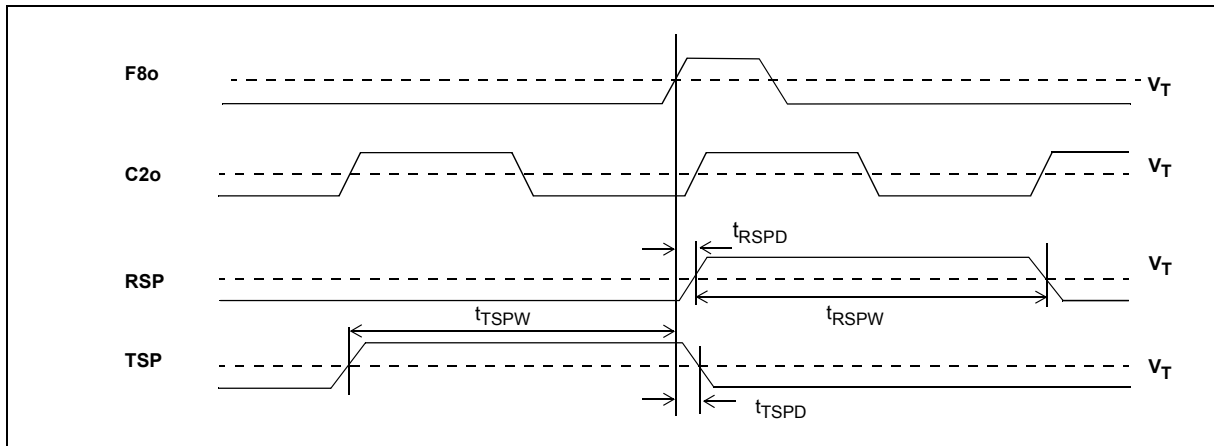 F8o
V_T
C2o
V_T
t_RSPD
RSP
V_T
t_TSPW
t_RSPW
TSP
V_T
t_TSPD